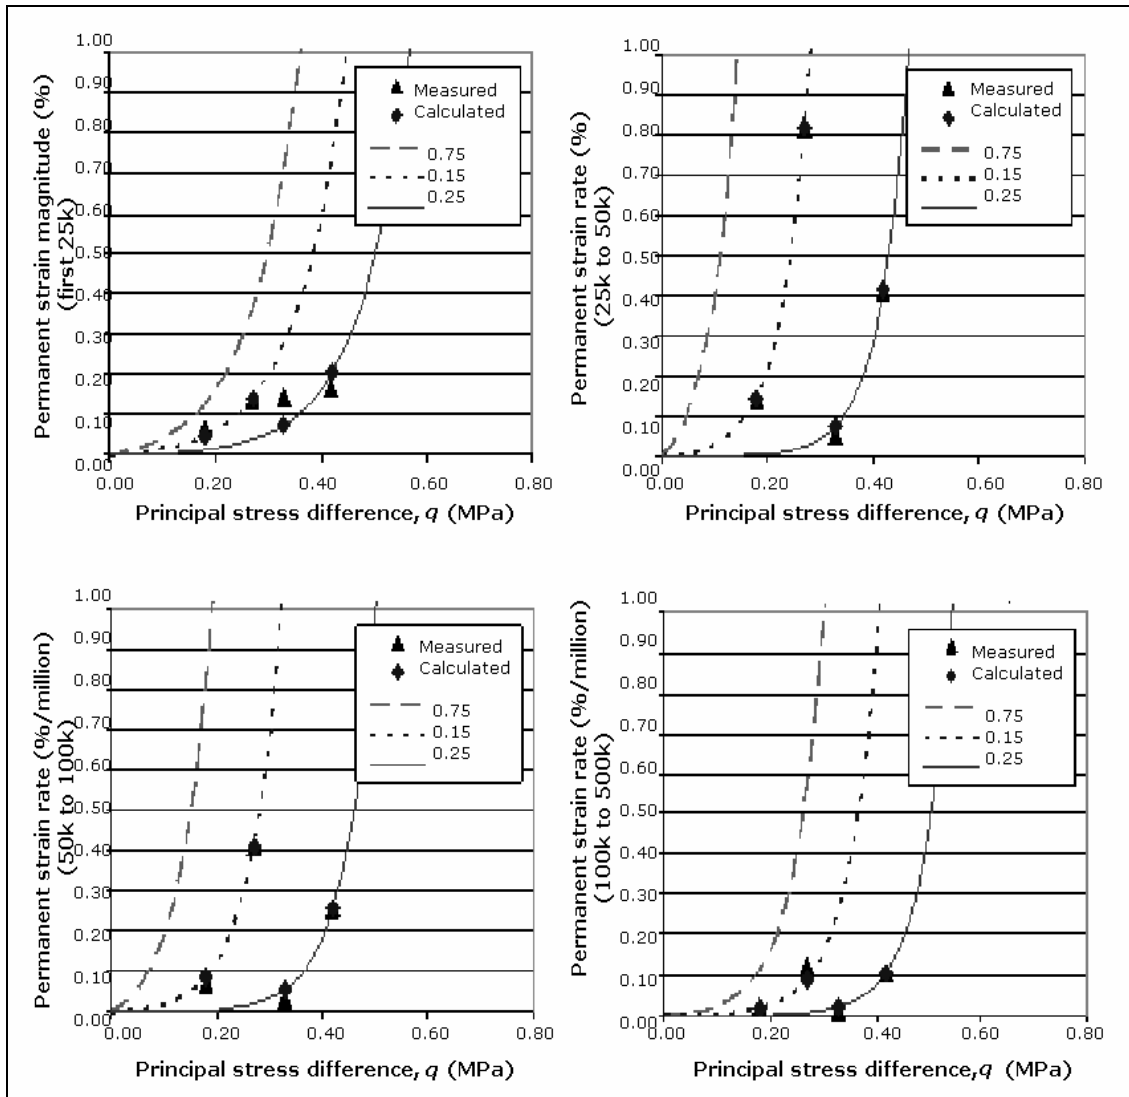 Permanent strain magnitude (%)
(first 25k)
1.00
0.90
0.80
0.70
0.60
0.50
0.40
0.30
0.20
0.10
0.00
0.00 0.20 0.40 0.60 0.80
Principal stress difference, q (MPa)
Measured
Calculated
0.75
0.15
0.25
Permanent strain rate (%)
(25k to 50k)
1.00
0.90
0.80
0.70
0.60
0.50
0.40
0.30
0.20
0.10
0.00
0.00 0.20 0.40 0.60 0.80
Principal stress difference, q (MPa)
Measured
Calculated
0.75
0.15
0.25
Permanent strain rate (%/million)
(50k to 100k)
1.00
0.90
0.80
0.70
0.60
0.50
0.40
0.30
0.20
0.10
0.00
0.00 0.20 0.40 0.60 0.80
Principal stress difference, q (MPa)
Measured
Calculated
0.75
0.15
0.25
Permanent strain rate (%/million)
(100k to 500k)
1.00
0.90
0.80
0.70
0.60
0.50
0.40
0.30
0.20
0.10
0.00
0.00 0.20 0.40 0.60 0.80
Principal stress difference, q (MPa)
Measured
Calculated
0.75
0.15
0.25